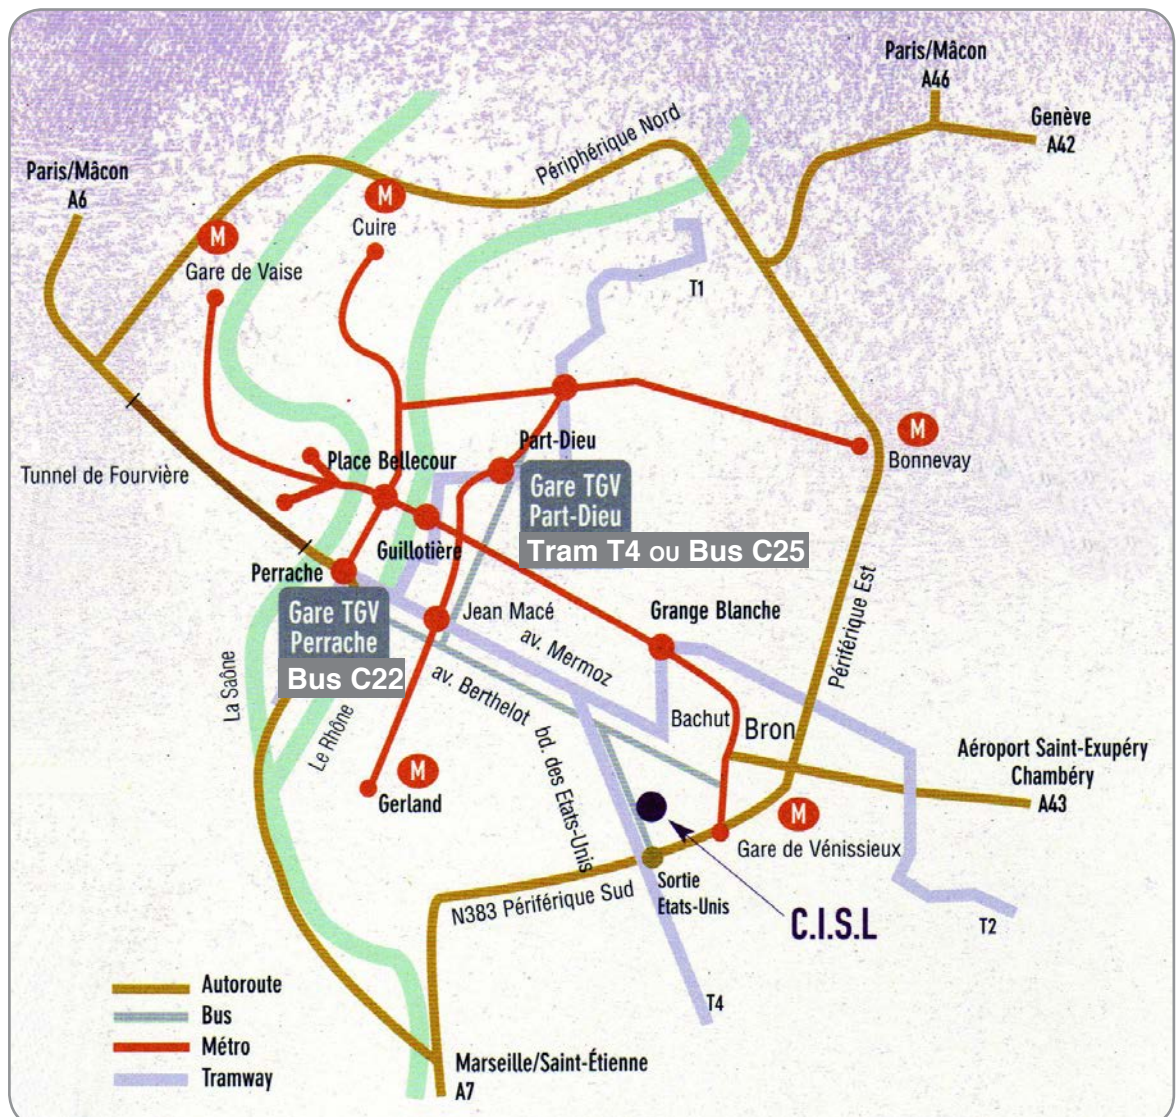 Paris/Mâcon
A46
Genève
A42
Périphérique Nord
Paris/Mâcon
A6
M
Cuire
M
Gare de Vaise
T1
M
Bonnevay
Part-Dieu
Place Bellecour
Tunnel de Fourvière
Gare TGV
Part-Dieu
Tram T4 ou Bus C25
Guillotière
Perrache
Gare TGV
Perrache
Bus C22
Jean Macé
Grange Blanche
av. Mermoz
Périférique Est
La Saône
av. Berthelot
Le Rhône
bd. des Etats-Unis
Bachut
Bron
Aéroport Saint-Exupéry
Chambéry
A43
M
Gerland
M
Gare de Vénissieux
N383 Périférique Sud
Sortie
Etats-Unis
C.I.S.L
T2
T4
Autoroute
Bus
Métro
Tramway
Marseille/Saint-Étienne
A7